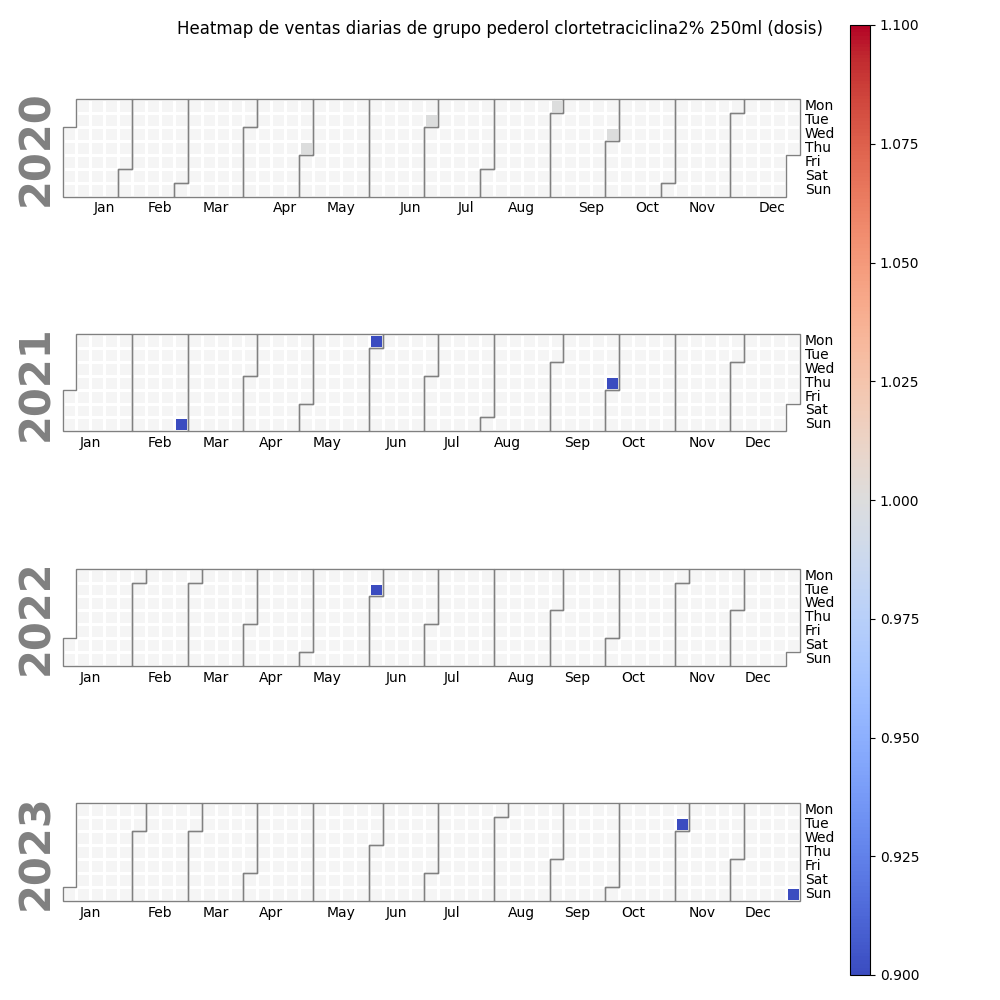 Heatmap de ventas diarias de grupo pederol clortetraciclina2% 250ml (dosis)
2020
Mon
Tue
Wed
Thu
Fri
Sat
Sun
Jan Feb Mar Apr May Jun Jul Aug Sep Oct Nov Dec
2021
Mon
Tue
Wed
Thu
Fri
Sat
Sun
Jan Feb Mar Apr May Jun Jul Aug Sep Oct Nov Dec
2022
Mon
Tue
Wed
Thu
Fri
Sat
Sun
Jan Feb Mar Apr May Jun Jul Aug Sep Oct Nov Dec
2023
Mon
Tue
Wed
Thu
Fri
Sat
Sun
Jan Feb Mar Apr May Jun Jul Aug Sep Oct Nov Dec
1.100
1.075
1.050
1.025
1.000
0.975
0.950
0.925
0.900